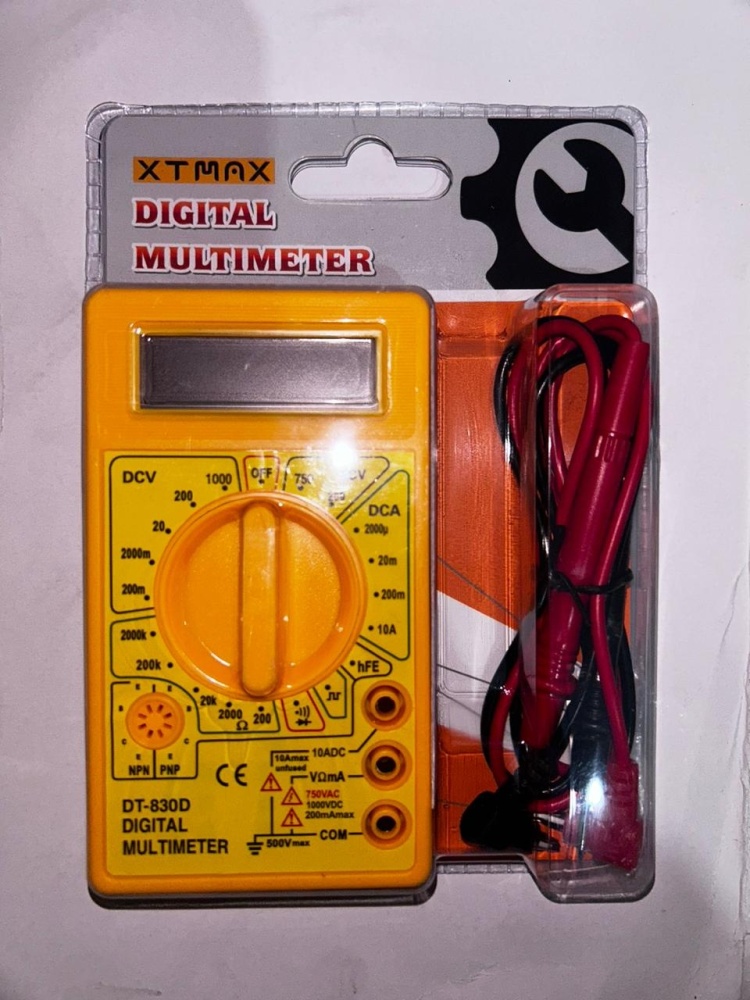 XTMAX
DIGITAL
MULTIMETER
DCV
1000
OFF
750
200
20
2000m
200m
2000k
200k
20k
2000
200
Ω
200
DCA
2000µ
20m
200m
10A
hFE
E
E
B
B
C
C
E
E
NPN
PNP
CE
10Amax
unfused
10ADC
VΩmA
750VAC
1000VDC
200mAmax
COM
500Vmax
DT-830D
DIGITAL
MULTIMETER